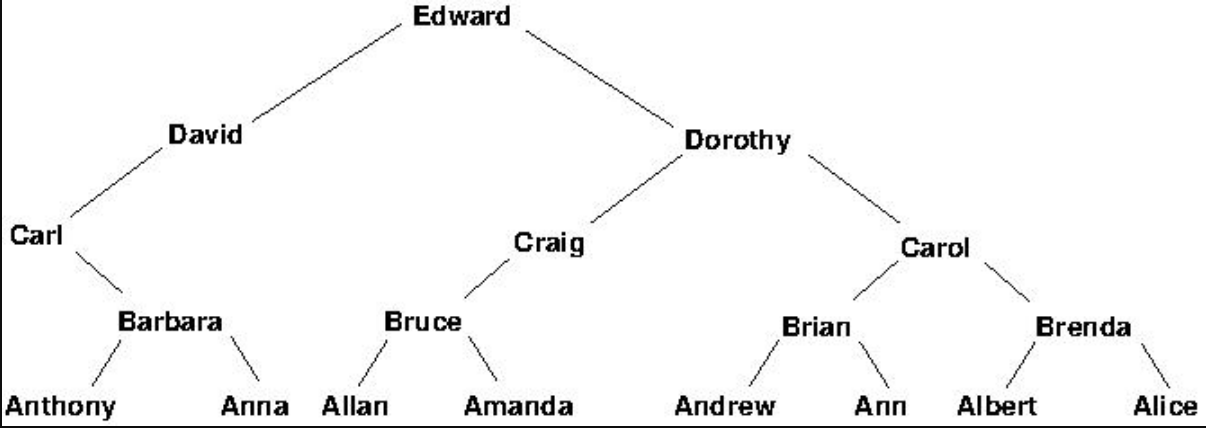 Edward
David
Dorothy
Carl
Craig
Carol
Barbara
Bruce
Brian
Brenda
Anthony Anna Allan Amanda Andrew Ann Albert Alice